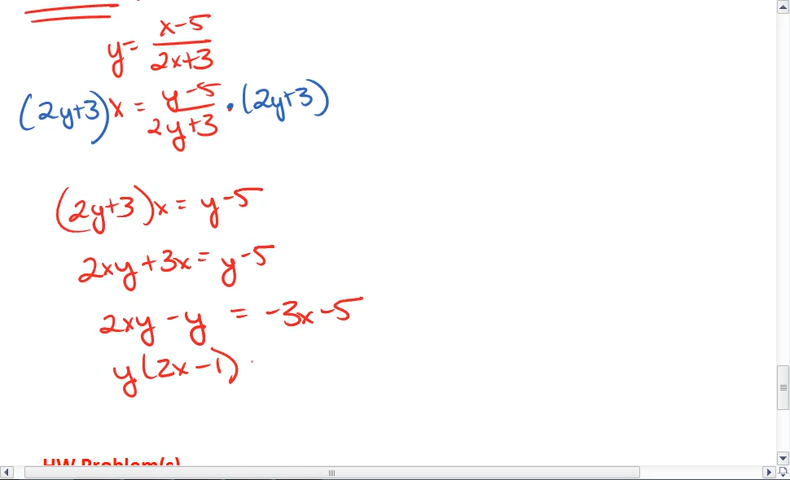 y = x-5 / 2x+3
(2y+3) x = y-5 / 2y+3 · (2y+3)
(2y+3)x = y-5
2xy + 3x = y-5
2xy - y = -3x - 5
y(2x-1)
HW Problem(s)